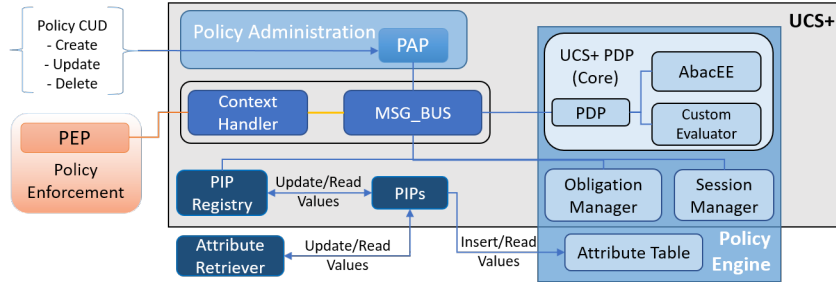 Policy CUD
- Create
- Update
- Delete
Policy Administration
PAP
UCS+
UCS+ PDP
(Core)
AbacEE
PDP
Custom
Evaluator
Context
Handler
MSG_BUS
PEP
Policy
Enforcement
PIP
Registry
Update/Read
Values
PIPs
Obligation
Manager
Session
Manager
Attribute
Retriever
Update/Read
Values
Insert/Read
Values
Attribute Table
Policy
Engine